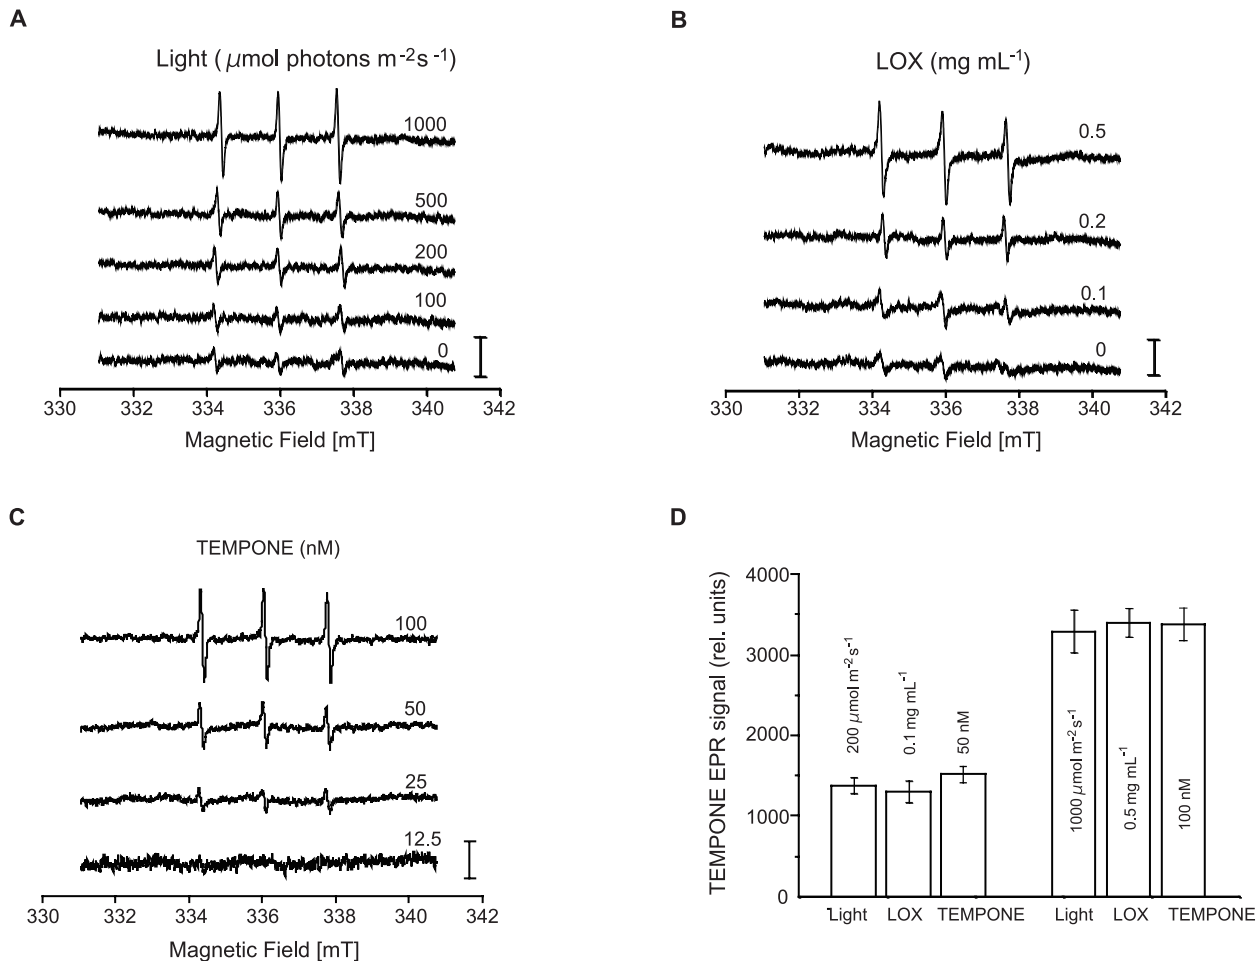 A
Light ( μmol photons m-2s-1)
1000
500
200
100
0
330 332 334 336 338 340 342
Magnetic Field [mT]
B
LOX (mg mL-1)
0.5
0.2
0.1
0
330 332 334 336 338 340 342
Magnetic Field [mT]
C
TEMPONE (nM)
100
50
25
12.5
330 332 334 336 338 340 342
Magnetic Field [mT]
D
TEMPONE EPR signal (rel. units)
4000
3000
2000
1000
0
200 μmol m-2 s-1
0.1 mg mL-1
50 nM
1000 μmol m-2 s-1
0.5 mg mL-1
100 nM
Light LOX TEMPONE Light LOX TEMPONE